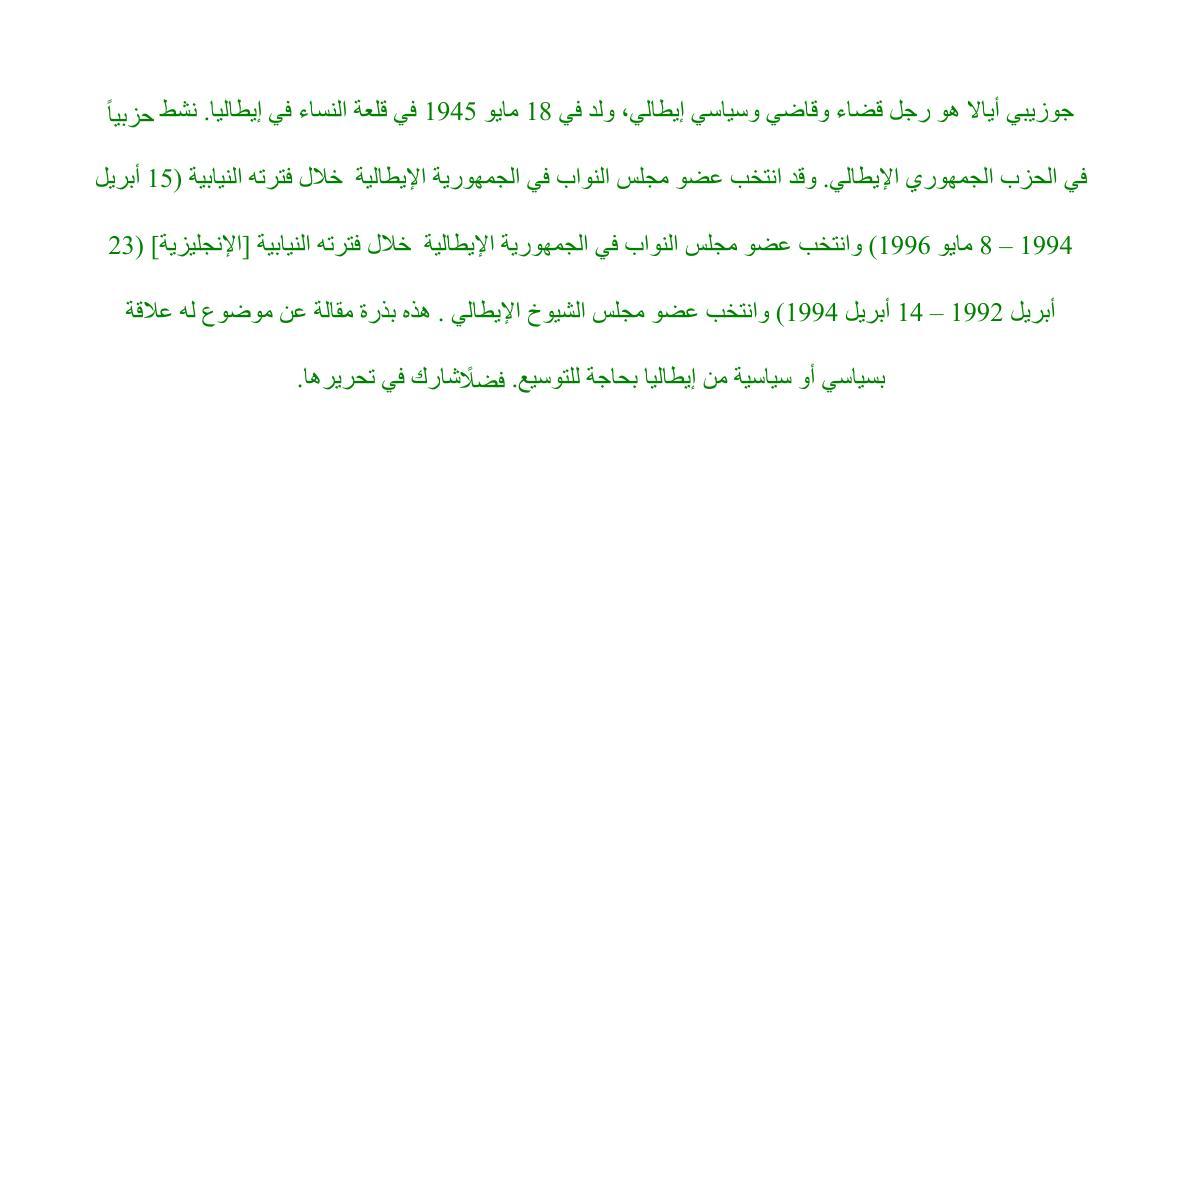 جوزيبي أيالا هو رجل قضاء وقاضي وسياسي إيطالي، ولد في 18 مايو 1945 في قلعة النساء في إيطاليا. نشط حزبياً
في الحزب الجمهوري الإيطالي. وقد انتخب عضو مجلس النواب في الجمهورية الإيطالية  خلال فترته النيابية (15 أبريل
1994 – 8 مايو 1996) وانتخب عضو مجلس النواب في الجمهورية الإيطالية  خلال فترته النيابية [الإنجليزية] (23
أبريل 1992 – 14 أبريل 1994) وانتخب عضو مجلس الشيوخ الإيطالي . هذه بذرة مقالة عن موضوع له علاقة
بسياسي أو سياسية من إيطاليا بحاجة للتوسيع. فضلًاشارك في تحريرها.